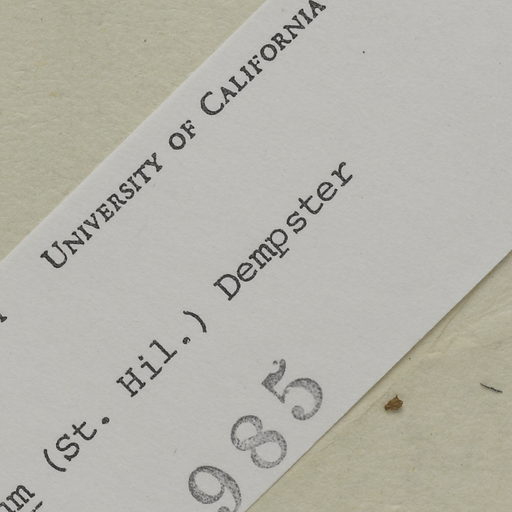 UNIVERSITY OF CALIFORNIA
(St. Hil.) Dempster
985